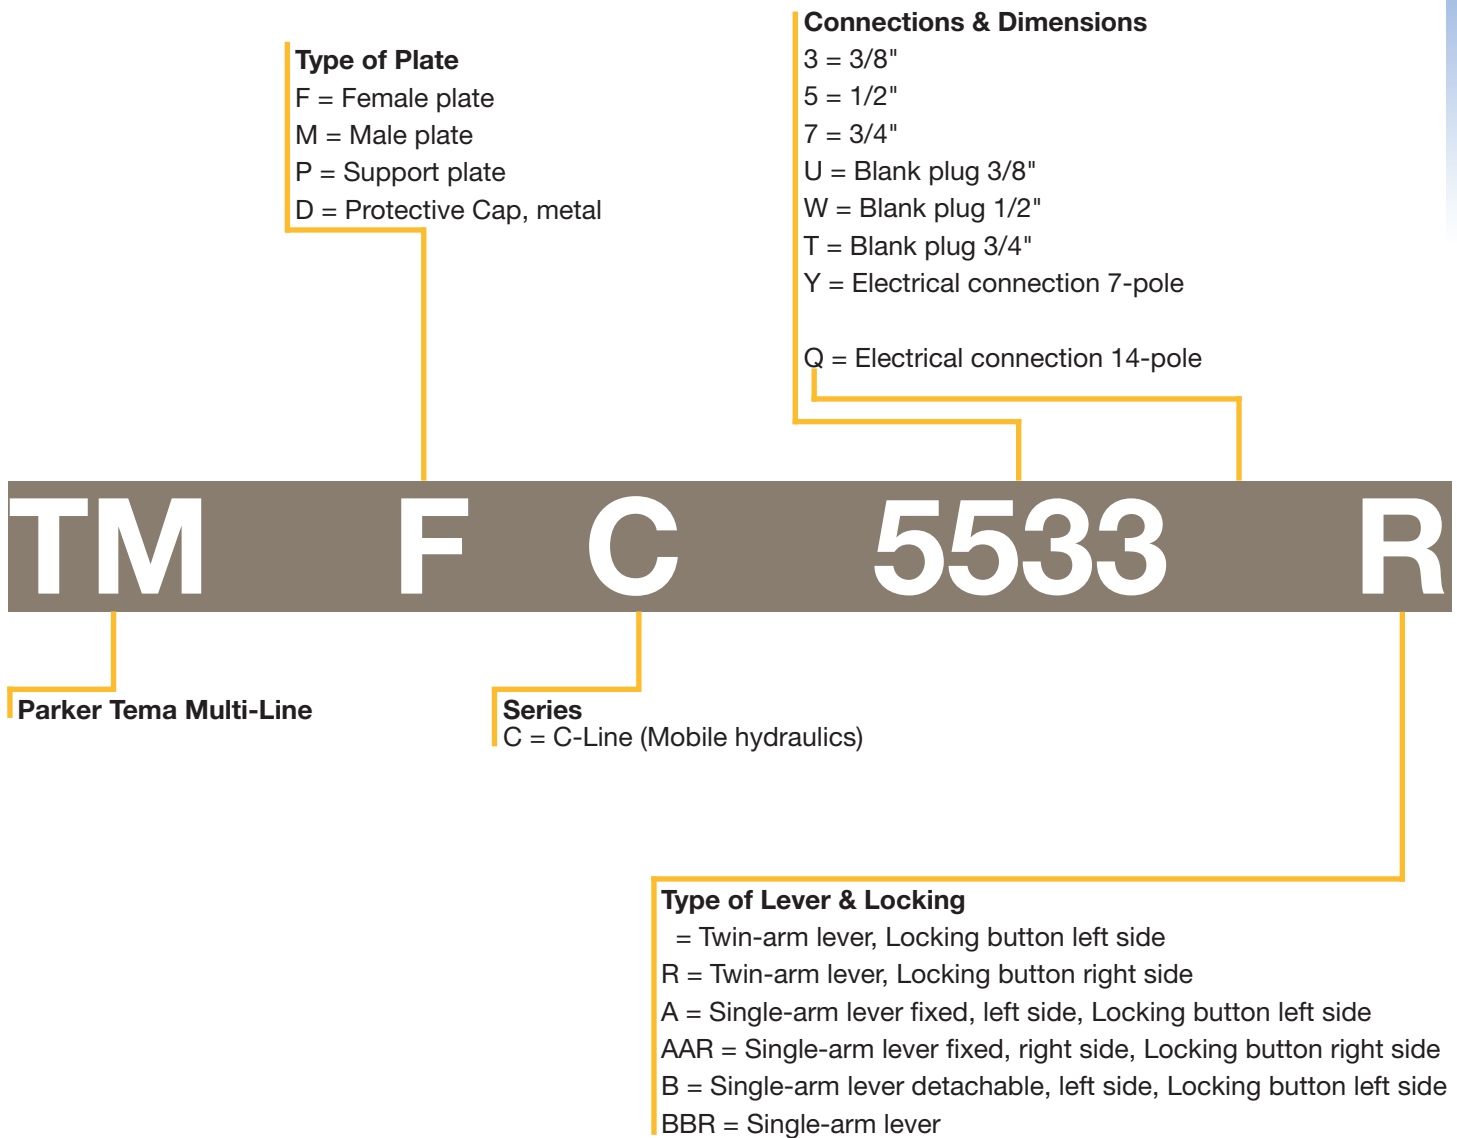 Type of Plate
F = Female plate
M = Male plate
P = Support plate
D = Protective Cap, metal
Connections & Dimensions
3 = 3/8"
5 = 1/2"
7 = 3/4"
U = Blank plug 3/8"
W = Blank plug 1/2"
T = Blank plug 3/4"
Y = Electrical connection 7-pole
Q = Electrical connection 14-pole
TM F C 5533 R
Parker Tema Multi-Line
Series
C = C-Line (Mobile hydraulics)
Type of Lever & Locking
= Twin-arm lever, Locking button left side
R = Twin-arm lever, Locking button right side
A = Single-arm lever fixed, left side, Locking button left side
AAR = Single-arm lever fixed, right side, Locking button right side
B = Single-arm lever detachable, left side, Locking button left side
BBR = Single-arm lever